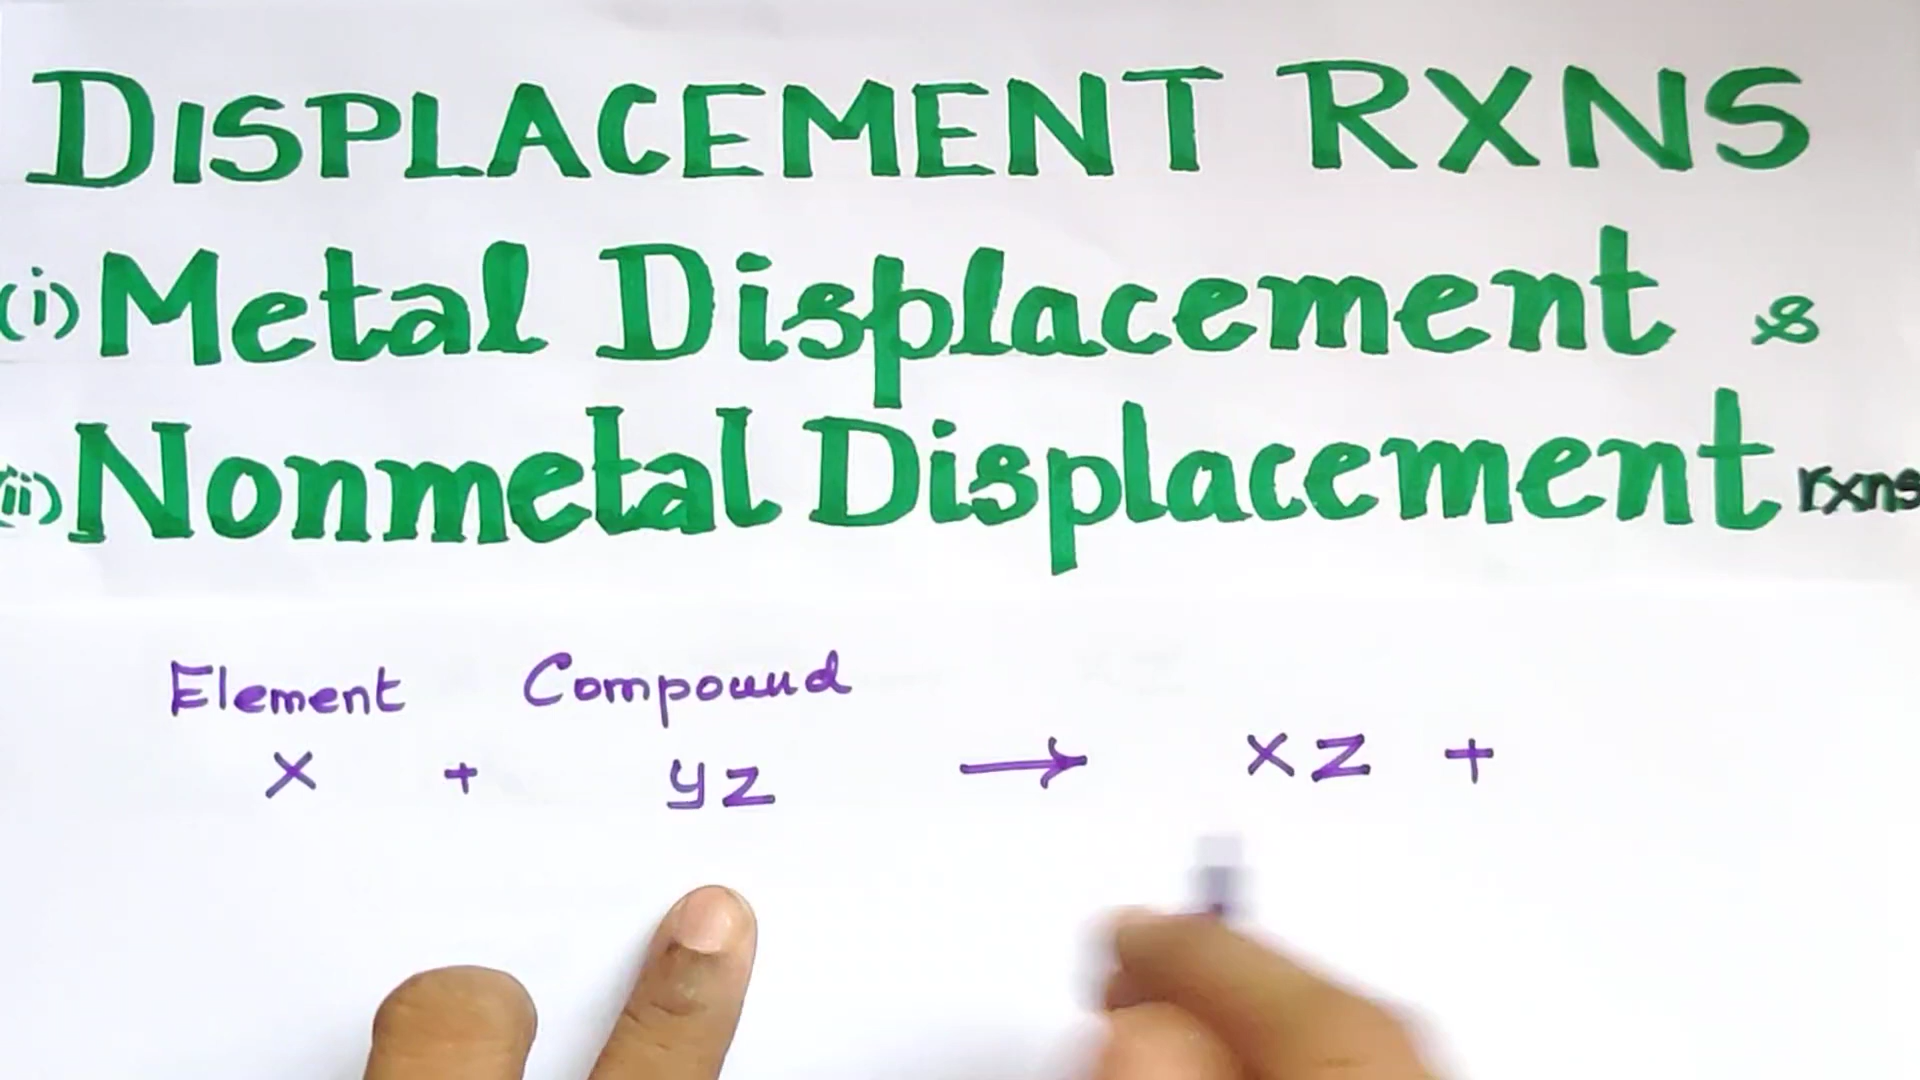 DISPLACEMENT RXNS
(i) Metal Displacement &
(ii) Nonmetal Displacement rxns
Element Compound
X + YZ → XZ +